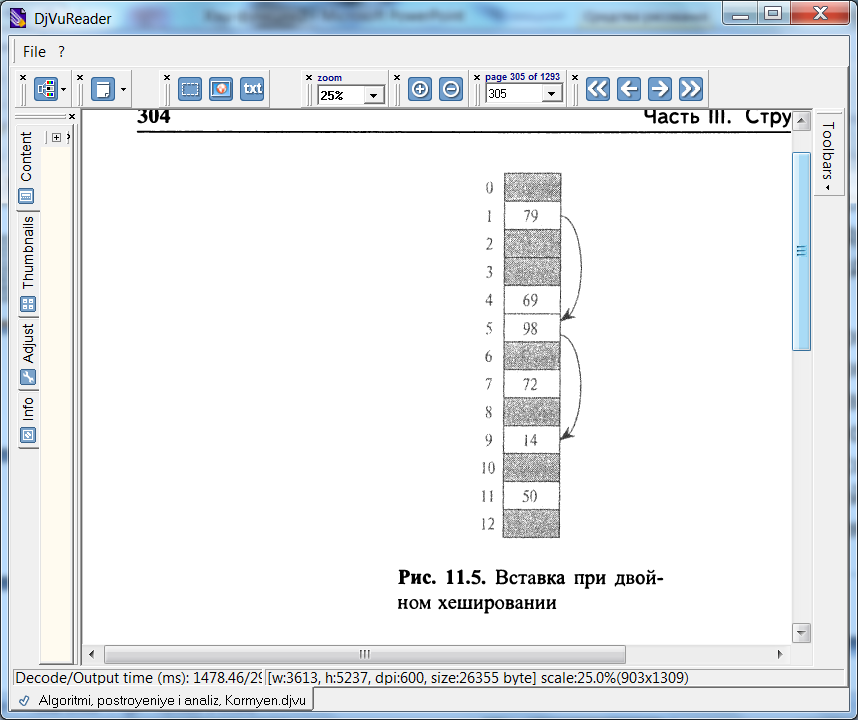 DjVuReader
File ?
zoom
page 305 of 1293
txt
25%
305
Content
Thumbnails
Adjust
Info
Toolbars
304 Часть III. Стру
0
1 79
2
3
4 69
5 98
6
7 72
8
9 14
10
11 50
12
Рис. 11.5. Вставка при двой-
ном хешировании
Decode/Output time (ms): 1478.46/29 [w:3613, h:5237, dpi:600, size:26355 byte] scale:25.0%(903x1309)
Algoritmi, postroyeniye i analiz, Kormyen.djvu